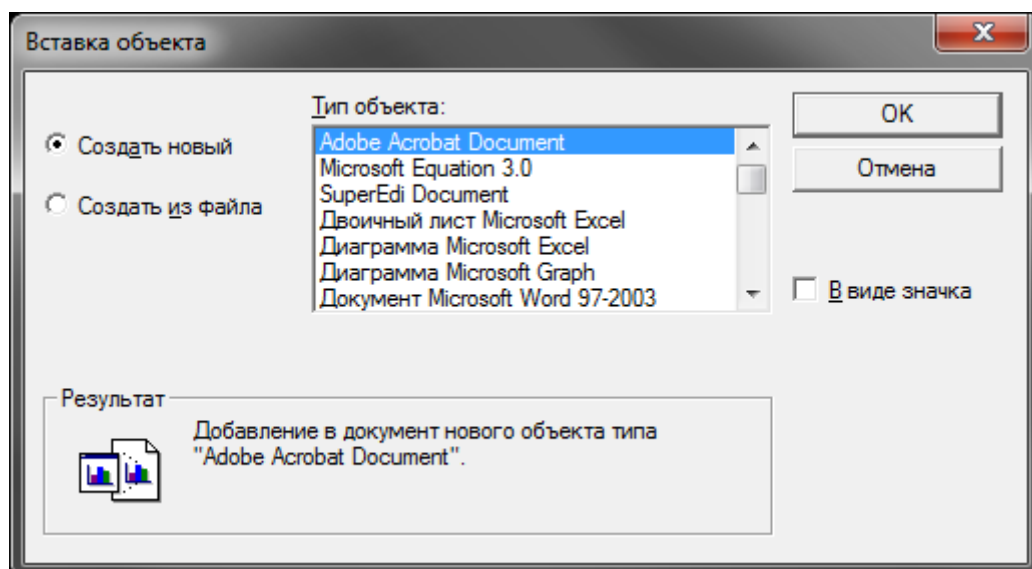 Вставка объекта
Тип объекта:
Создать новый
Создать из файла
Adobe Acrobat Document
Microsoft Equation 3.0
SuperEdi Document
Двоичный лист Microsoft Excel
Диаграмма Microsoft Excel
Диаграмма Microsoft Graph
Документ Microsoft Word 97-2003
OK
Отмена
В виде значка
Результат
Добавление в документ нового объекта типа
"Adobe Acrobat Document".